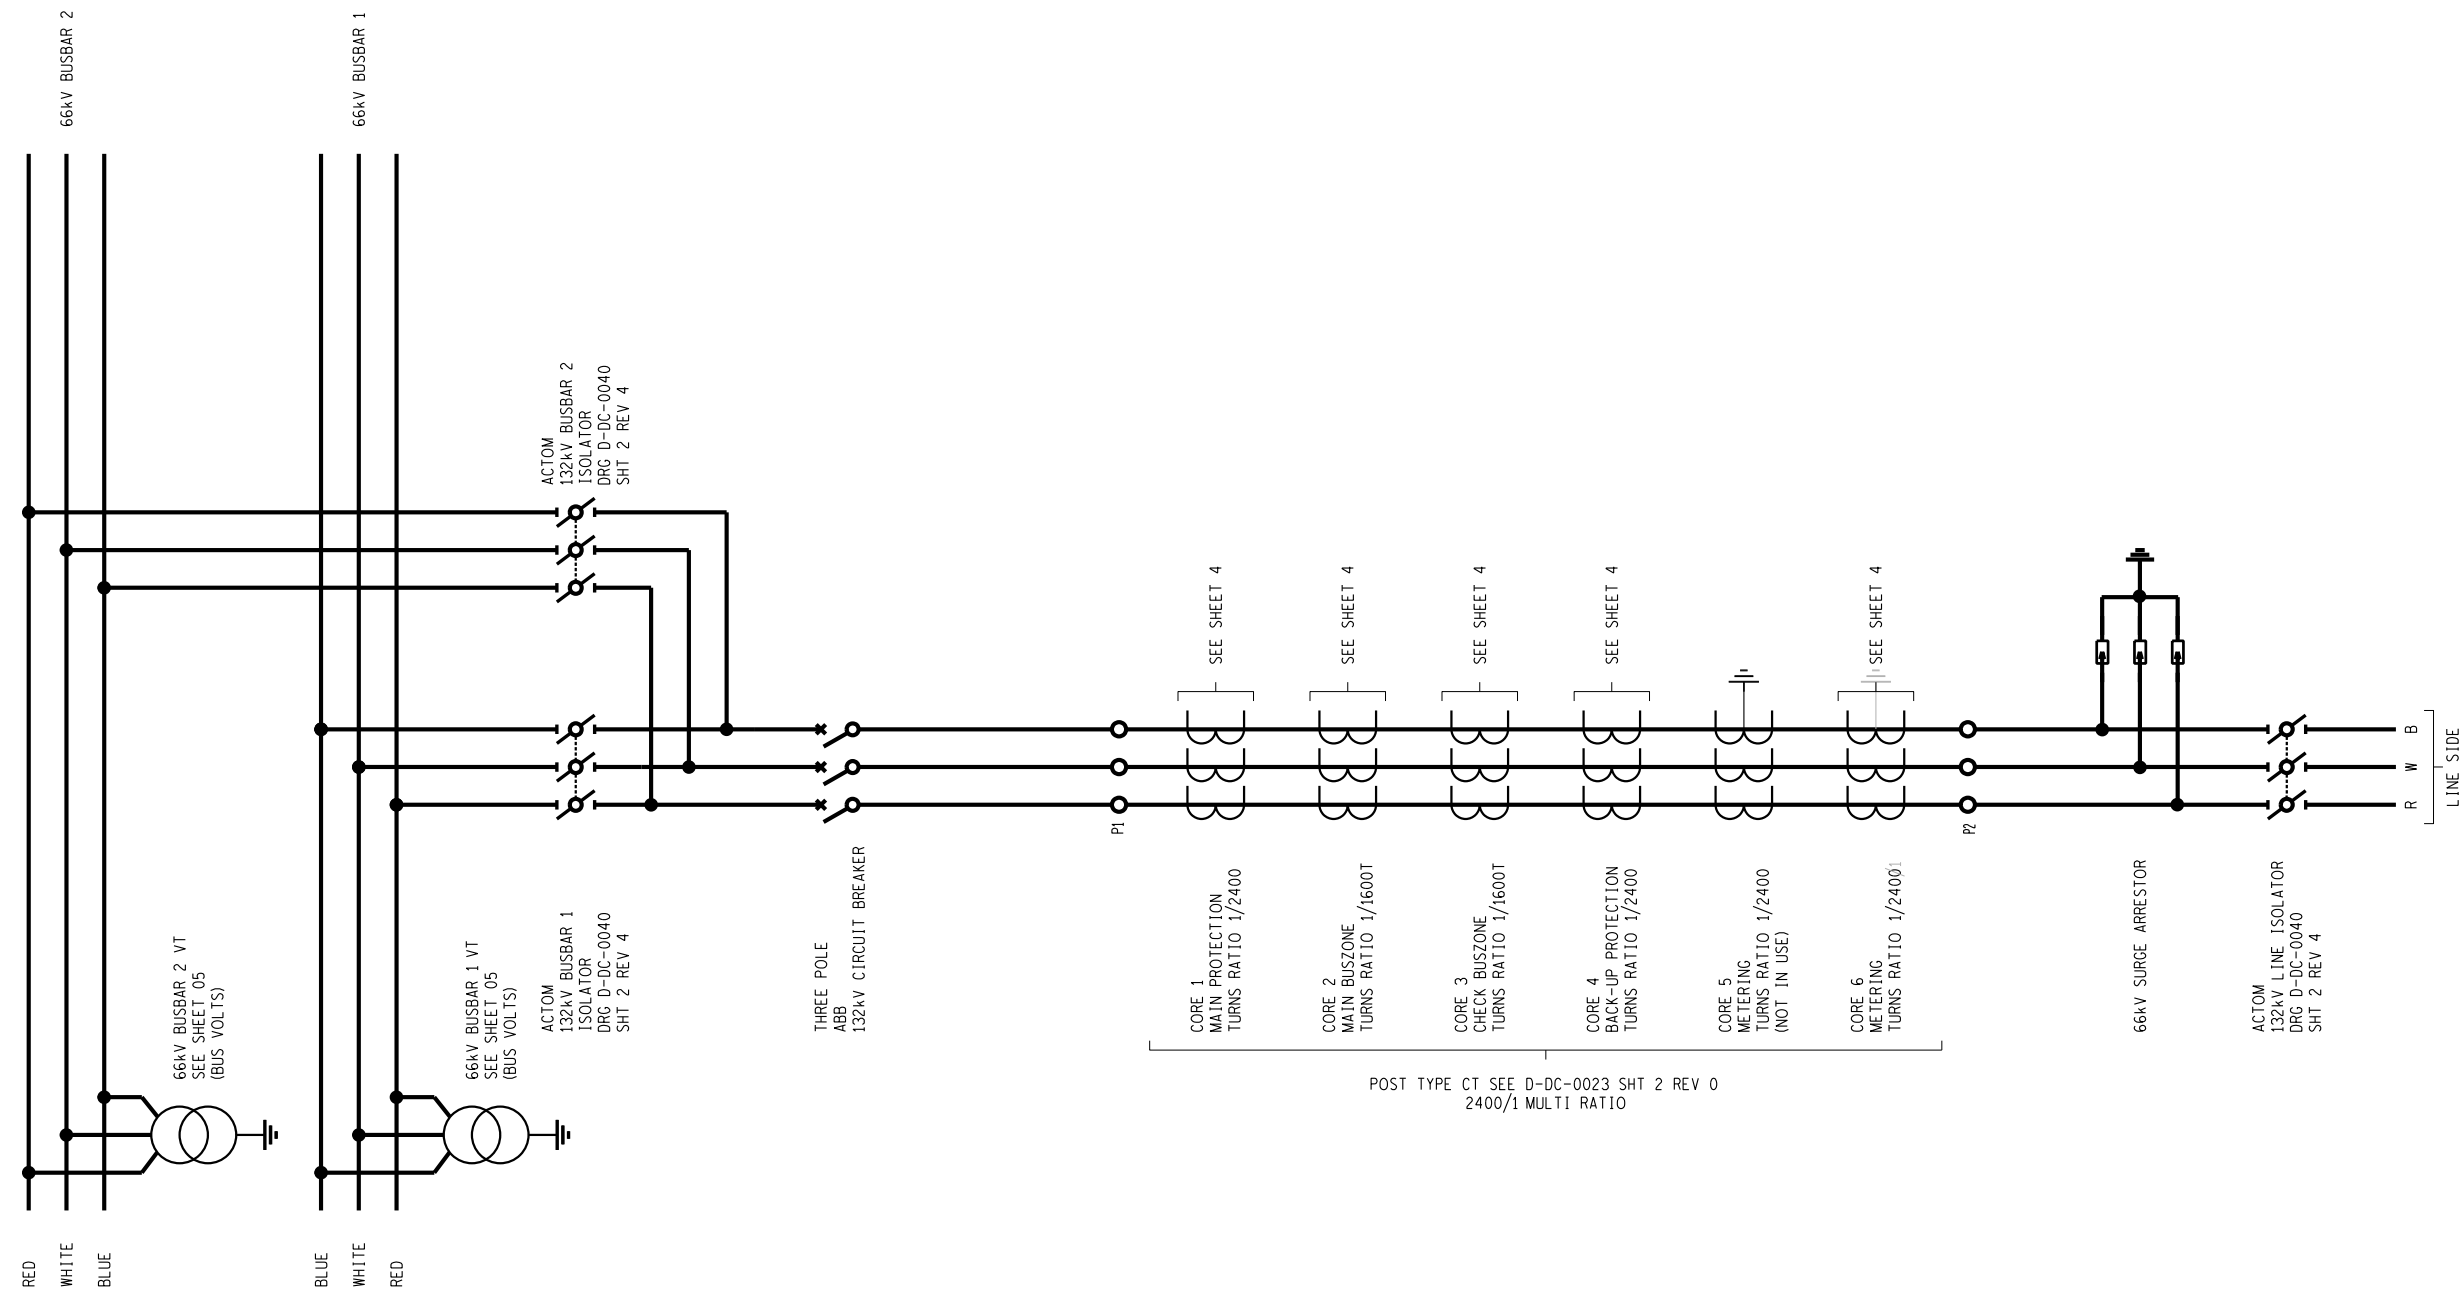 66kV BUSBAR 2
66kV BUSBAR 1
ACTOM
132kV BUSBAR 2
ISOLATOR
DRG D-DC-0040
SHT 2 REV 4
SEE SHEET 4
SEE SHEET 4
SEE SHEET 4
SEE SHEET 4
SEE SHEET 4
B
W
R
LINE SIDE
P1
P2
66kV BUSBAR 2 VT
SEE SHEET 05
(BUS VOLTS)
66kV BUSBAR 1 VT
SEE SHEET 05
(BUS VOLTS)
ACTOM
132kV BUSBAR 1
ISOLATOR
DRG D-DC-0040
SHT 2 REV 4
THREE POLE
ABB
132kV CIRCUIT BREAKER
CORE 1
MAIN PROTECTION
TURNS RATIO 1/2400
CORE 2
MAIN BUSZONE
TURNS RATIO 1/1600T
CORE 3
CHECK BUSZONE
TURNS RATIO 1/1600T
CORE 4
BACK-UP PROTECTION
TURNS RATIO 1/2400
CORE 5
METERING
TURNS RATIO 1/2400
(NOT IN USE)
CORE 6
METERING
TURNS RATIO 1/2400
66kV SURGE ARRESTOR
ACTOM
132kV LINE ISOLATOR
DRG D-DC-0040
SHT 2 REV 4
POST TYPE CT SEE D-DC-0023 SHT 2 REV 0
2400/1 MULTI RATIO
RED
WHITE
BLUE
BLUE
WHITE
RED